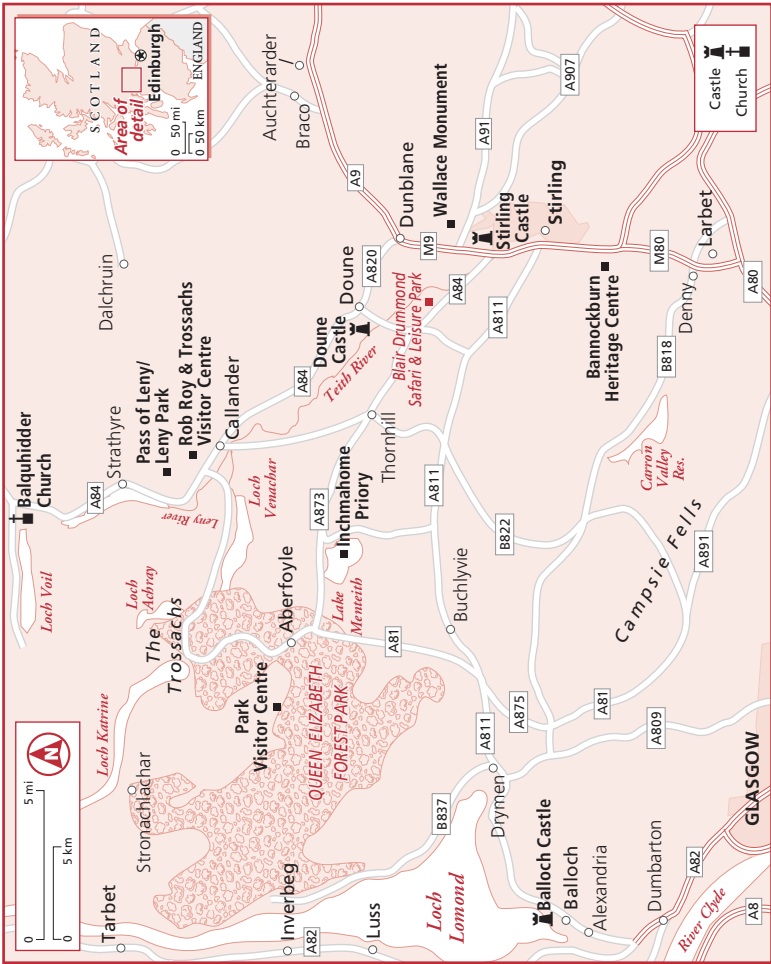 0
5 mi
0
5 km
N
SCOTLAND
Area of
detail
Edinburgh
ENGLAND
0
50 mi
0
50 km
Castle
Church
Tarbet
Inverbeg
A82
Luss
Stronachlachar
Loch Katrine
Loch Voil
Balquhidder
Church
A84
Strathyre
Pass of Leny/
Leny Park
Rob Roy & Trossachs
Visitor Centre
Callander
Leny River
Loch
Venachar
Loch
Achray
The
Trossachs
Dalchruin
Auchterarder
Braco
A9
Dunblane
M9
A820
Doune
Doune
Castle
A84
Teith River
Blair Drummond
Safari & Leisure Park
A84
Wallace Monument
A91
A907
Stirling
Castle
Stirling
A811
Bannockburn
Heritage Centre
M80
Larbet
Denny
A80
B818
Carron
Valley
Res.
Thornhill
A873
Inchmahome
Priory
Lake
Menteith
A811
B822
Buchlyvie
Aberfoyle
A81
Park
Visitor Centre
QUEEN ELIZABETH
FOREST PARK
Campsie Fells
A891
A81
A875
A811
A809
Drymen
B837
Loch
Lomond
Balloch Castle
Balloch
Alexandria
Dumbarton
A82
River Clyde
A8
GLASGOW